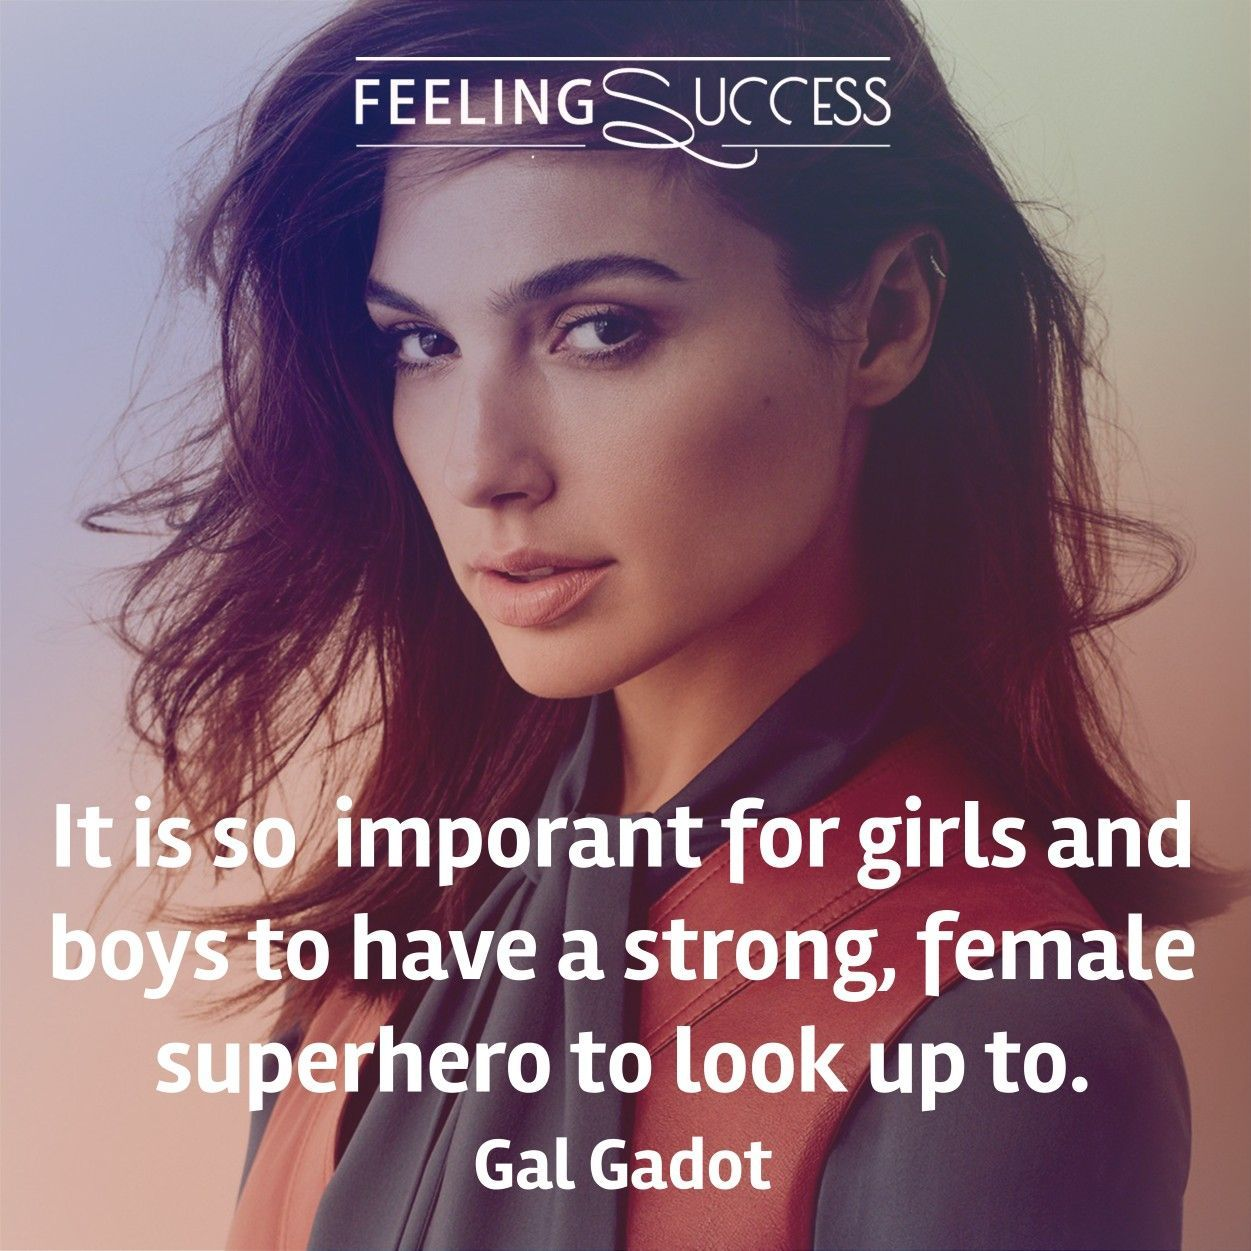 FEELING SUCCESS
It is so imporant for girls and
boys to have a strong, female
superhero to look up to.
Gal Gadot